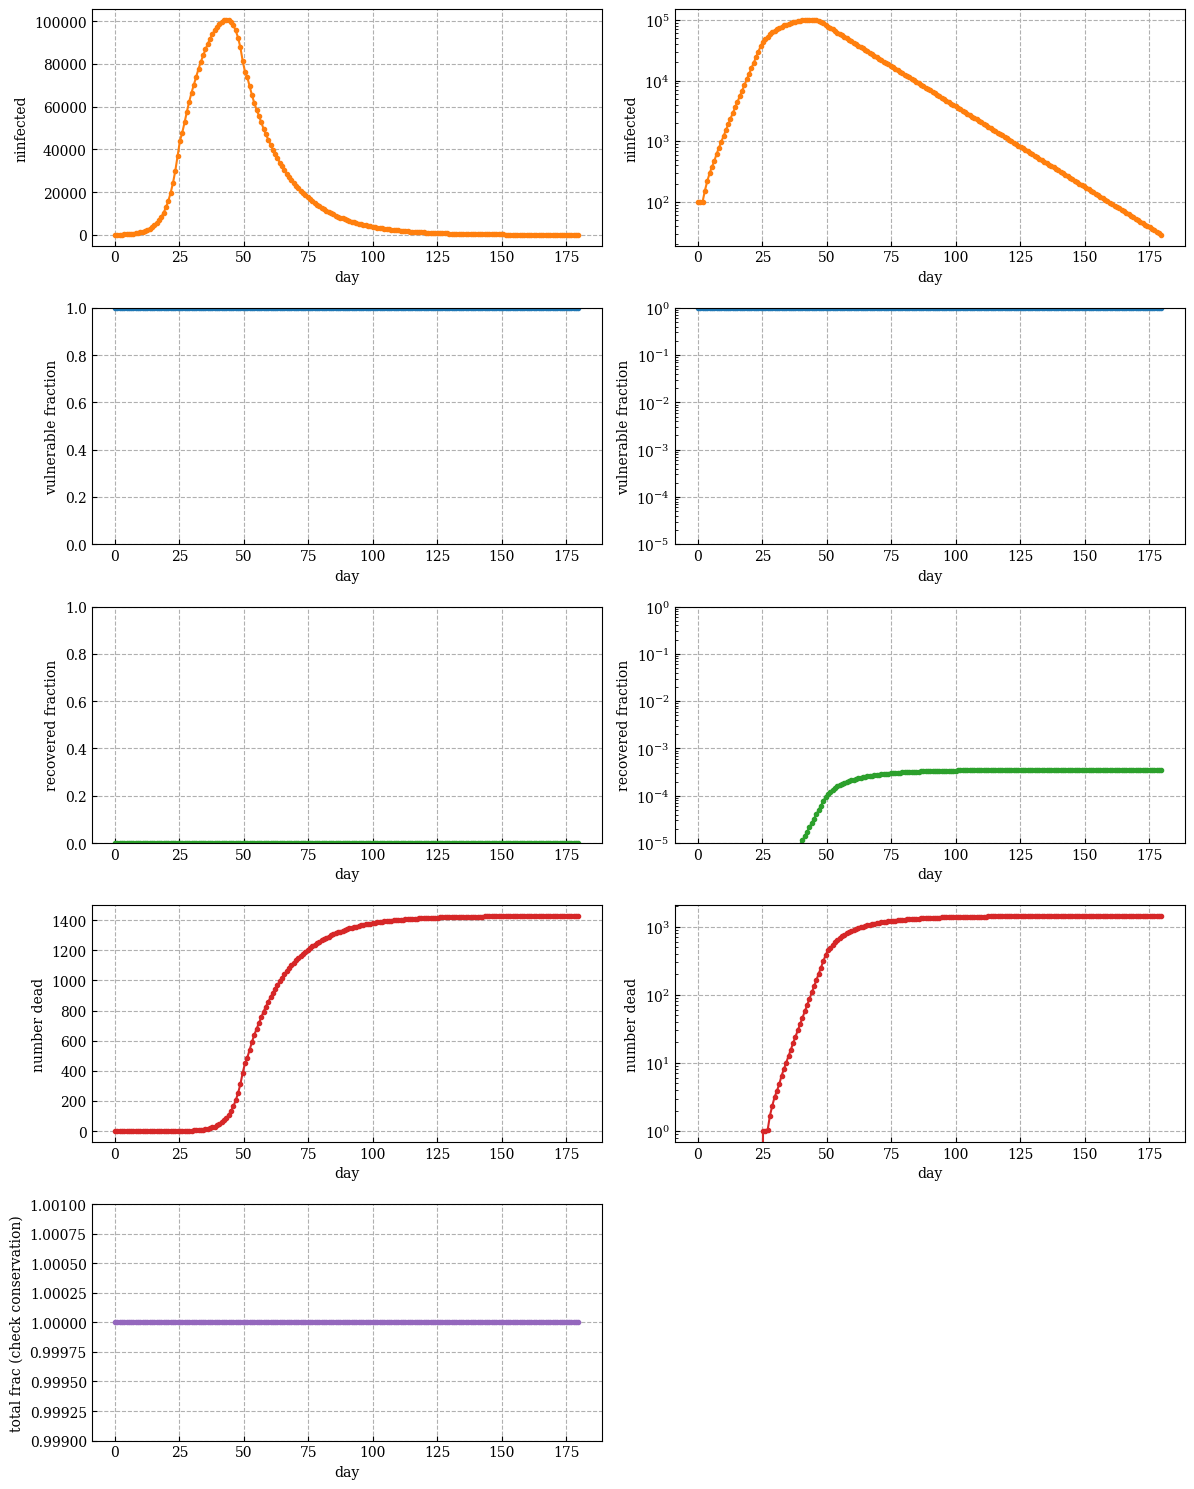 ninfected
100000
80000
60000
40000
20000
0
0 25 50 75 100 125 150 175
day
ninfected
10^5
10^4
10^3
10^2
0 25 50 75 100 125 150 175
day
vulnerable fraction
1.0
0.8
0.6
0.4
0.2
0.0
0 25 50 75 100 125 150 175
day
vulnerable fraction
10^0
10^−1
10^−2
10^−3
10^−4
10^−5
0 25 50 75 100 125 150 175
day
recovered fraction
1.0
0.8
0.6
0.4
0.2
0.0
0 25 50 75 100 125 150 175
day
recovered fraction
10^0
10^−1
10^−2
10^−3
10^−4
10^−5
0 25 50 75 100 125 150 175
day
number dead
1400
1200
1000
800
600
400
200
0
0 25 50 75 100 125 150 175
day
number dead
10^3
10^2
10^1
10^0
0 25 50 75 100 125 150 175
day
total frac (check conservation)
1.00100
1.00075
1.00050
1.00025
1.00000
0.99975
0.99950
0.99925
0.99900
0 25 50 75 100 125 150 175
day